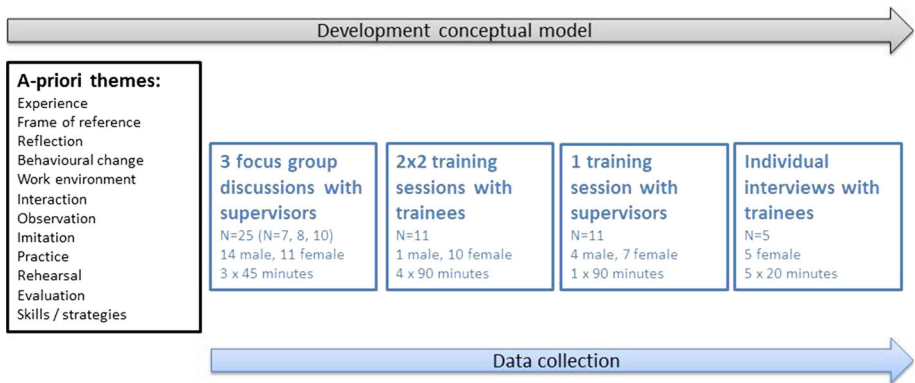 Development conceptual model
A-priori themes:
Experience
Frame of reference
Reflection
Behavioural change
Work environment
Interaction
Observation
Imitation
Practice
Rehearsal
Evaluation
Skills / strategies
3 focus group
discussions with
supervisors
N=25 (N=7, 8, 10)
14 male, 11 female
3 x 45 minutes
2x2 training
sessions with
trainees
N=11
1 male, 10 female
4 x 90 minutes
1 training
session with
supervisors
N=11
4 male, 7 female
1 x 90 minutes
Individual
interviews with
trainees
N=5
5 female
5 x 20 minutes
Data collection